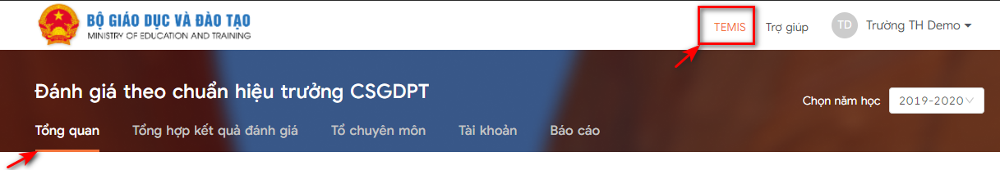 BỘ GIÁO DỤC VÀ ĐÀO TẠO
MINISTRY OF EDUCATION AND TRAINING
TEMIS Trợ giúp TD Trường TH Demo
Đánh giá theo chuẩn hiệu trưởng CSGDPT
Chọn năm học 2019-2020
Tổng quan Tổng hợp kết quả đánh giá Tổ chuyên môn Tài khoản Báo cáo